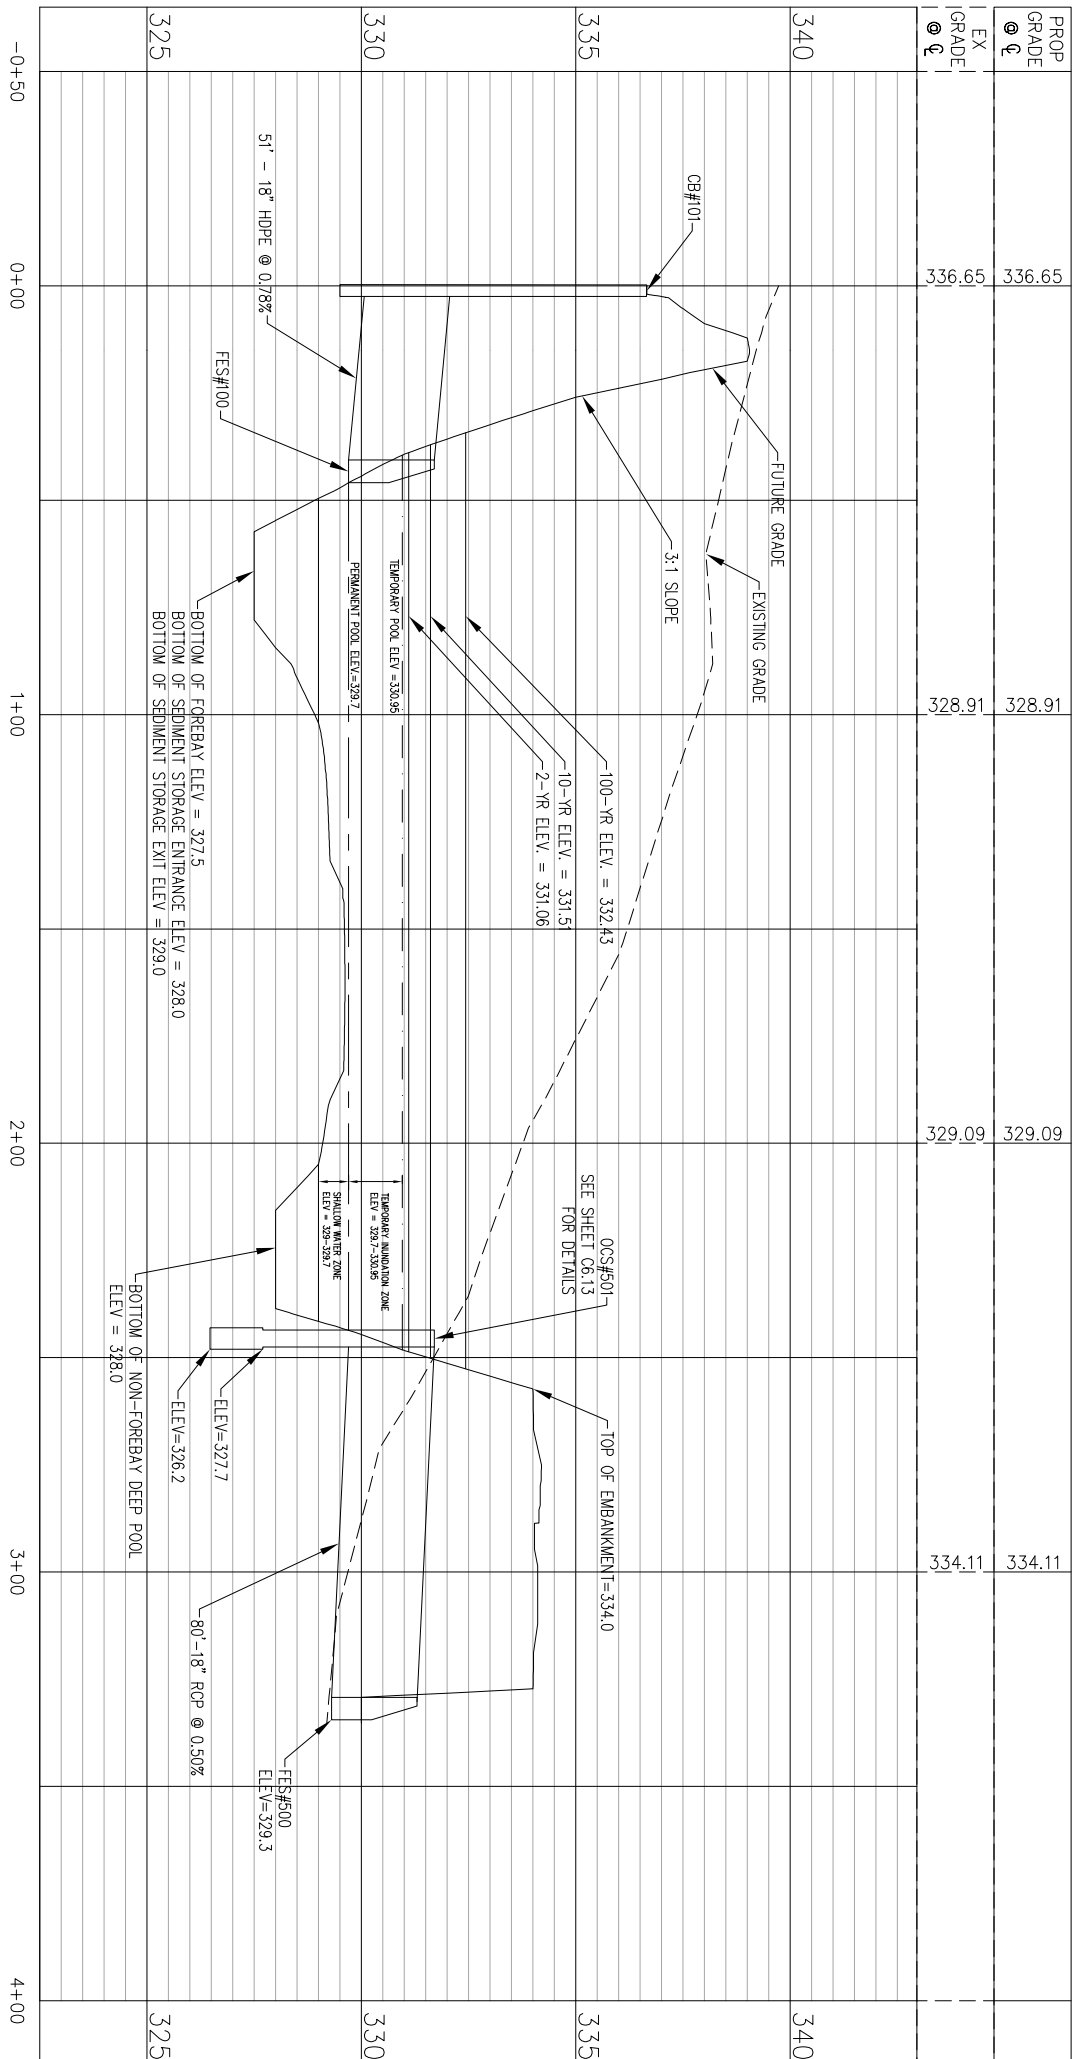 PROP
GRADE
@ ℄
336.65
328.91
329.09
334.11
EX
GRADE
@ ℄
336.65
328.91
329.09
334.11
340
335
330
325
340
335
330
325
CB#101
51' - 18" HDPE @ 0.78%
FES#100
FUTURE GRADE
3:1 SLOPE
EXISTING GRADE
100-YR ELEV. = 332.43
10-YR ELEV. = 331.51
2-YR ELEV. = 331.06
TEMPORARY POOL ELEV =330.95
PERMANENT POOL ELEV.=329.7
BOTTOM OF FOREBAY ELEV = 327.5
BOTTOM OF SEDIMENT STORAGE ENTRANCE ELEV = 328.0
BOTTOM OF SEDIMENT STORAGE EXIT ELEV = 329.0
OCS#501
SEE SHEET C6.13
FOR DETAILS
TEMPORARY INUNDATION ZONE
ELEV = 329.7-330.95
SHALLOW WATER ZONE
ELEV = 329-329.7
BOTTOM OF NON-FOREBAY DEEP POOL
ELEV = 328.0
ELEV=327.7
ELEV=326.2
TOP OF EMBANKMENT=334.0
80'-18" RCP @ 0.50%
FES#500
ELEV=329.3
-0+50
0+00
1+00
2+00
3+00
4+00